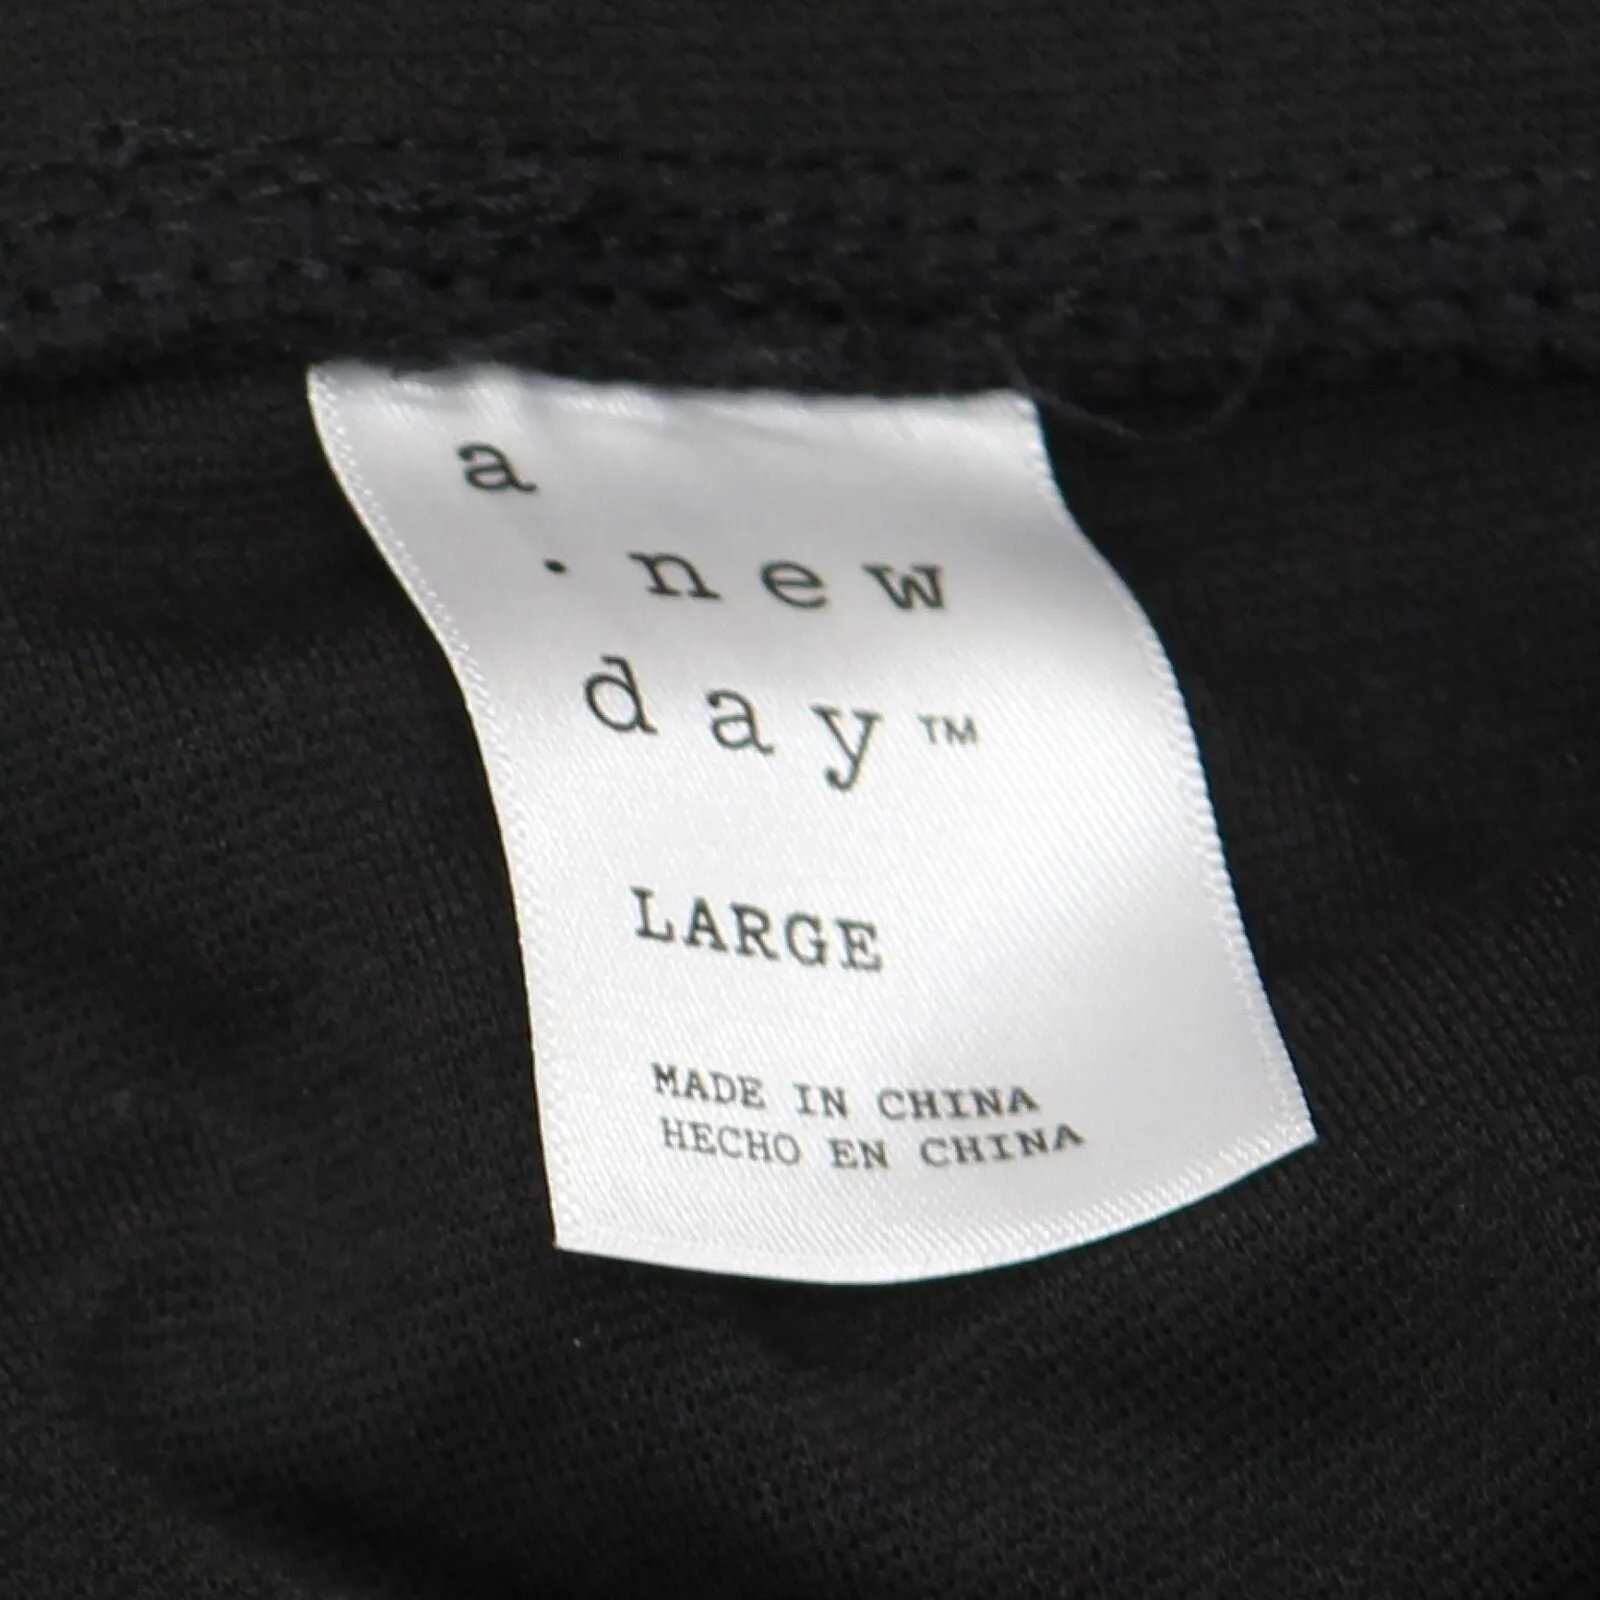 a
. new
day™
LARGE
MADE IN CHINA
HECHO EN CHINA